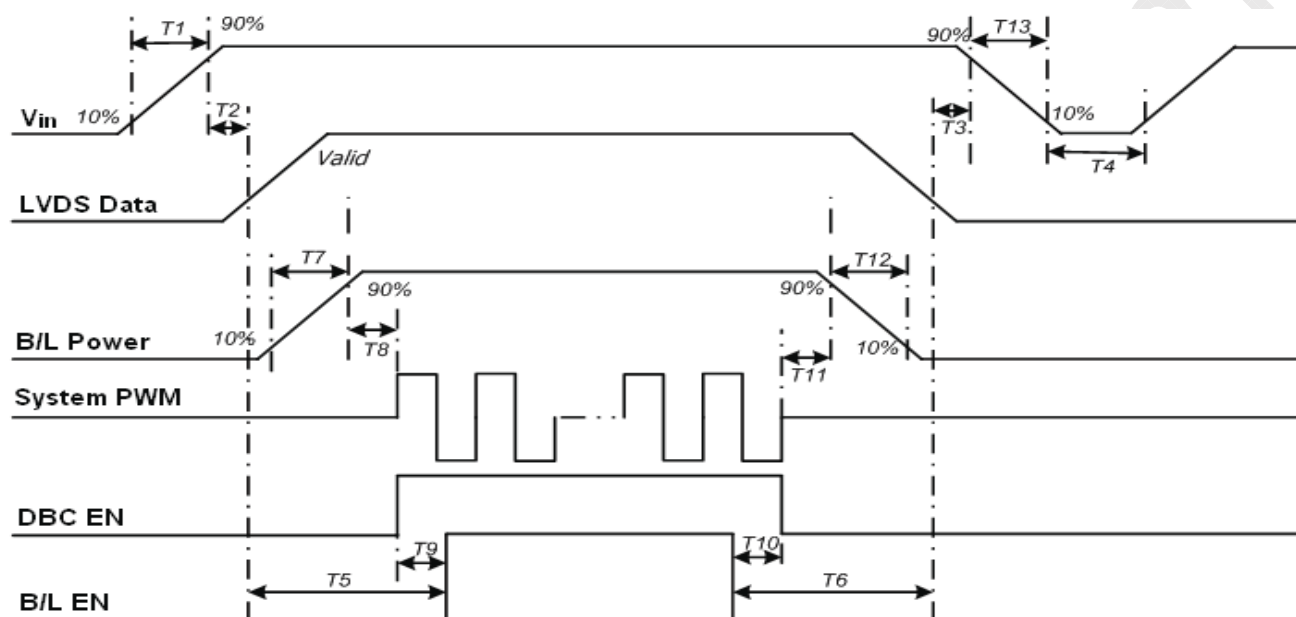 T1 90% 90% T13
Vin 10% T2 T3 10%
Valid T4
LVDS Data
T7 T12
90% 90%
B/L Power 10% T8 T11 10%
System PWM
DBC EN
T9 T10
T5 T6
B/L EN